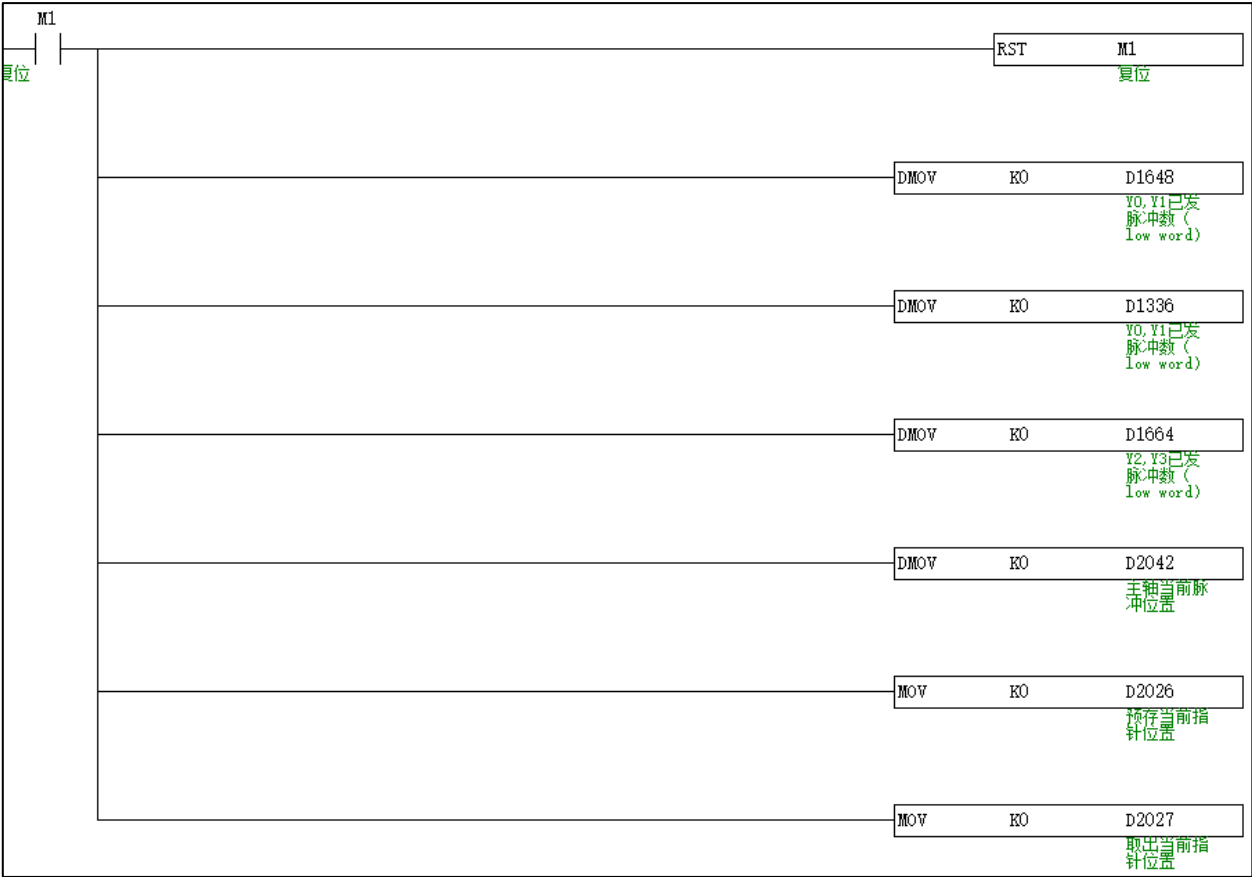 M1
复位
RST M1
复位
DMOV K0 D1648
Y0,Y1已发
脉冲数(
low word)
DMOV K0 D1336
Y0,Y1已发
脉冲数(
low word)
DMOV K0 D1664
Y2,Y3已发
脉冲数(
low word)
DMOV K0 D2042
主轴当前脉
冲位置
MOV K0 D2026
预存当前指
针位置
MOV K0 D2027
取出当前指
针位置